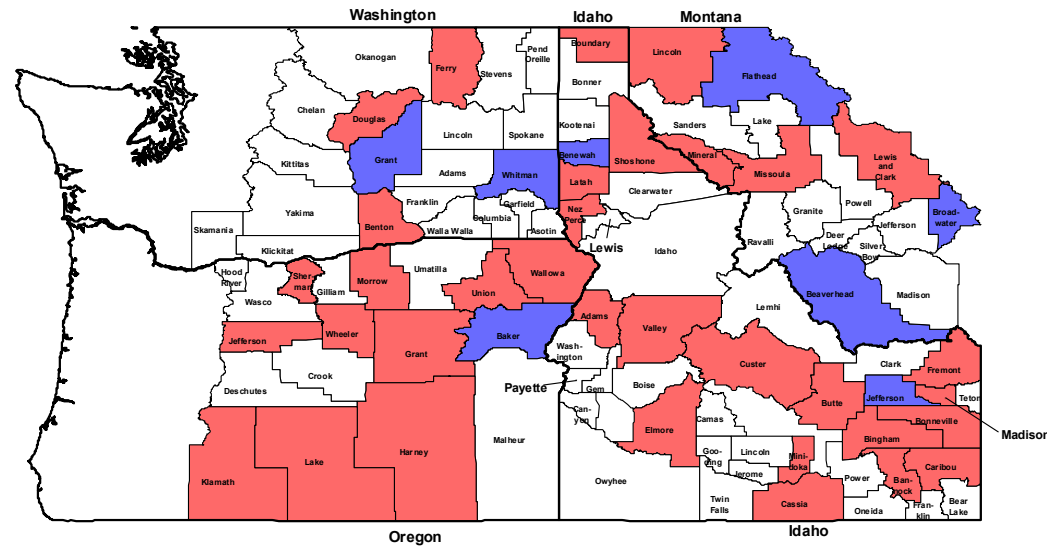 Washington
Idaho
Montana
Okanogan
Ferry
Stevens
Pend
Oreille
Boundary
Bonner
Lincoln
Flathead
Chelan
Douglas
Lincoln
Spokane
Kootenai
Sanders
Lake
Grant
Kittitas
Adams
Whitman
Benewah
Shoshone
Mineral
Missoula
Lewis
and
Clark
Latah
Clearwater
Powell
Yakima
Franklin
Garfield
Columbia
Nez
Perce
Granite
Broad-
water
Skamania
Benton
Walla Walla
Asotin
Lewis
Idaho
Ravalli
Deer
Lodge
Silver
Bow
Jefferson
Klickitat
Hood
River
Sher-
man
Gilliam
Morrow
Umatilla
Union
Wallowa
Wasco
Beaverhead
Madison
Lemhi
Adams
Valley
Jefferson
Wheeler
Grant
Baker
Wash-
ington
Custer
Clark
Fremont
Deschutes
Crook
Payette
Gem
Boise
Butte
Jefferson
Teton
Madison
Malheur
Can-
yon
Elmore
Camas
Bonneville
Bingham
Klamath
Lake
Harney
Owyhee
Goo-
ding
Lincoln
Jerome
Mini-
doka
Power
Ban-
nock
Caribou
Twin
Falls
Cassia
Oneida
Fran-
klin
Bear
Lake
Oregon
Idaho